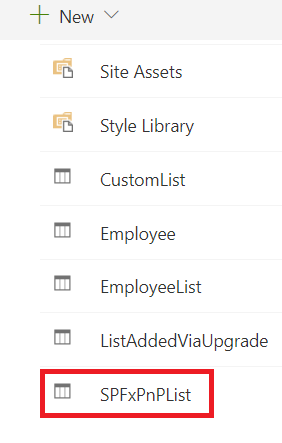 New
Site Assets
Style Library
CustomList
Employee
EmployeeList
ListAddedViaUpgrade
SPFxPnPList